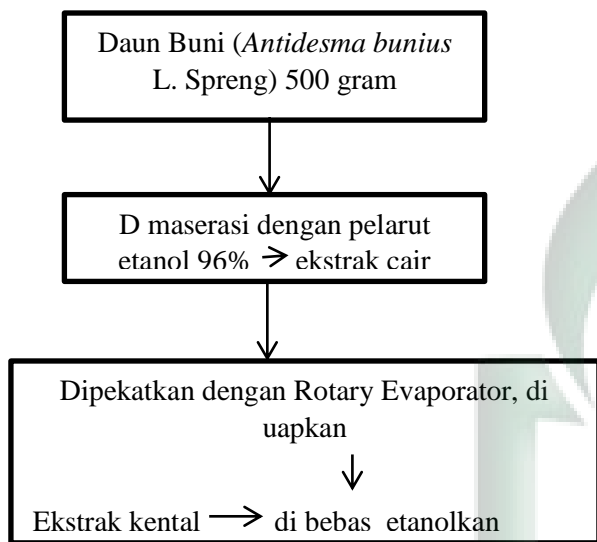 Daun Buni (Antidesma bunius
L. Spreng) 500 gram
D maserasi dengan pelarut
etanol 96% → ekstrak cair
Dipekatkan dengan Rotary Evaporator, di
uapkan
Ekstrak kental → di bebas etanolkan